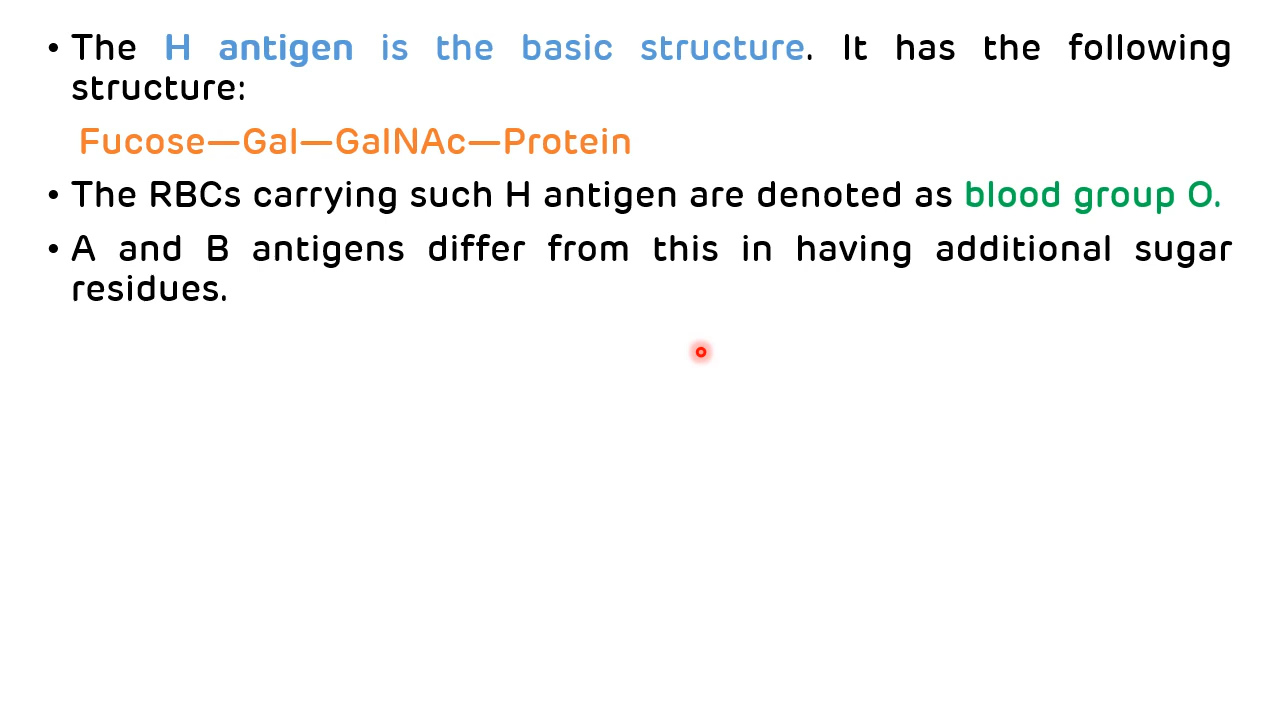 • The H antigen is the basic structure. It has the following
structure:
Fucose—Gal—GalNAc—Protein
• The RBCs carrying such H antigen are denoted as blood group O.
• A and B antigens differ from this in having additional sugar
residues.